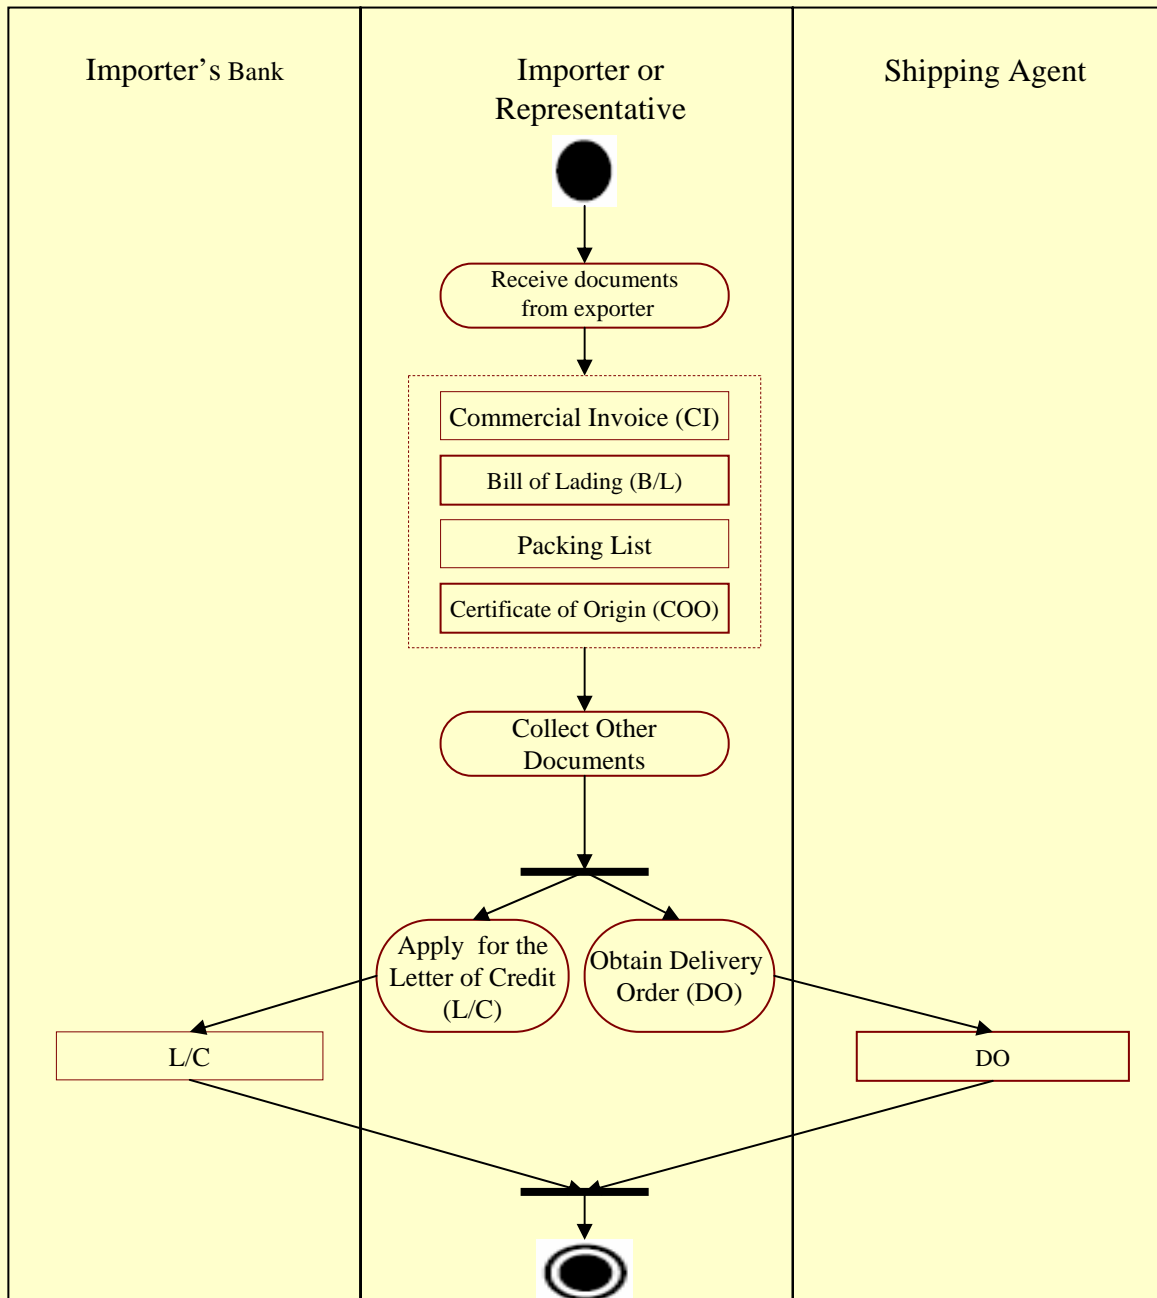 Importer's Bank
Importer or
Representative
Shipping Agent
Receive documents
from exporter
Commercial Invoice (CI)
Bill of Lading (B/L)
Packing List
Certificate of Origin (COO)
Collect Other
Documents
Apply  for the
Letter of Credit
(L/C)
Obtain Delivery
Order (DO)
L/C
DO